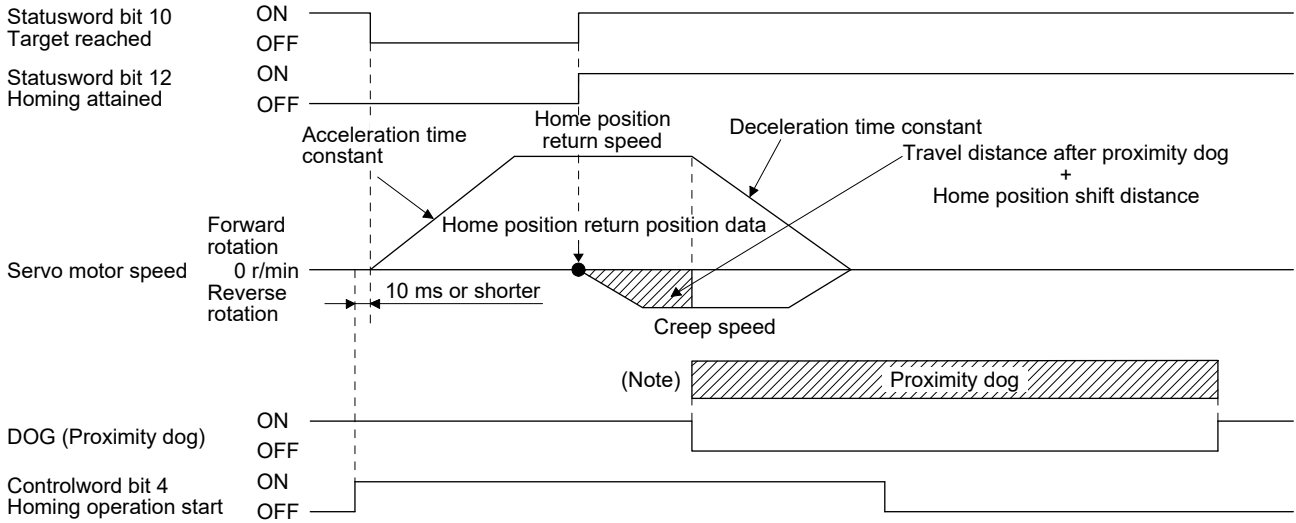 Statusword bit 10
Target reached
ON
OFF
Statusword bit 12
Homing attained
ON
OFF
Acceleration time
constant
Home position
return speed
Deceleration time constant
Travel distance after proximity dog
+
Home position shift distance
Home position return position data
Servo motor speed
Forward
rotation
0 r/min
Reverse
rotation
10 ms or shorter
Creep speed
(Note)
Proximity dog
DOG (Proximity dog)
ON
OFF
Controlword bit 4
Homing operation start
ON
OFF